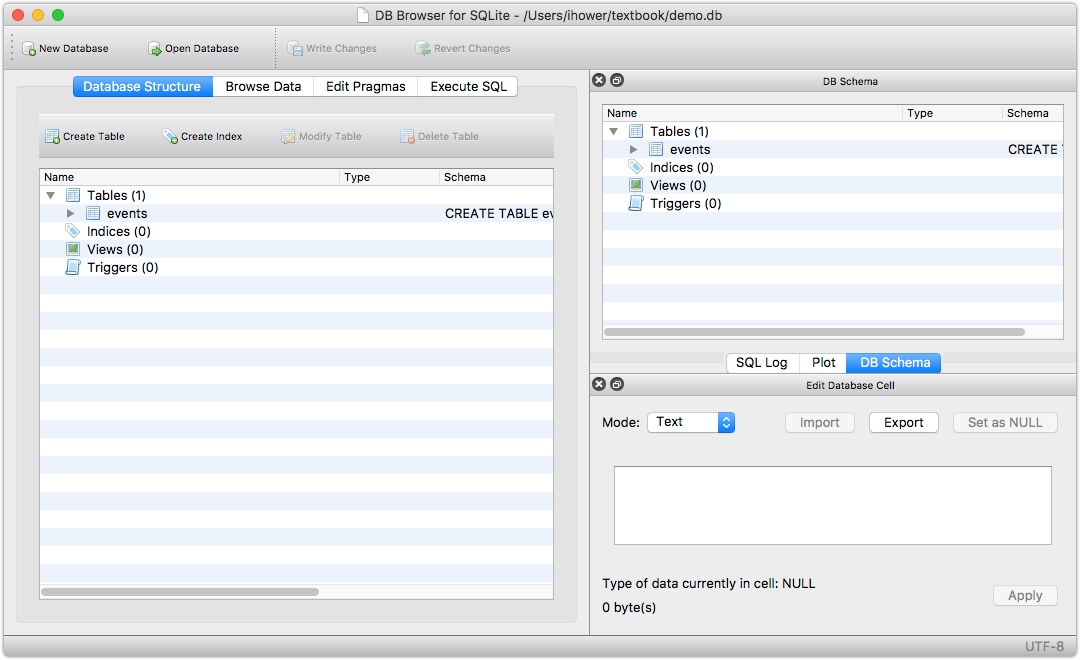 DB Browser for SQLite - /Users/ihower/textbook/demo.db
New Database Open Database Write Changes Revert Changes
Database Structure Browse Data Edit Pragmas Execute SQL
Create Table Create Index Modify Table Delete Table
Name Type Schema
Tables (1)
events CREATE TABLE ev
Indices (0)
Views (0)
Triggers (0)
DB Schema
Name Type Schema
Tables (1)
events CREATE
Indices (0)
Views (0)
Triggers (0)
SQL Log Plot DB Schema
Edit Database Cell
Mode: Text Import Export Set as NULL
Type of data currently in cell: NULL
0 byte(s)
Apply
UTF-8